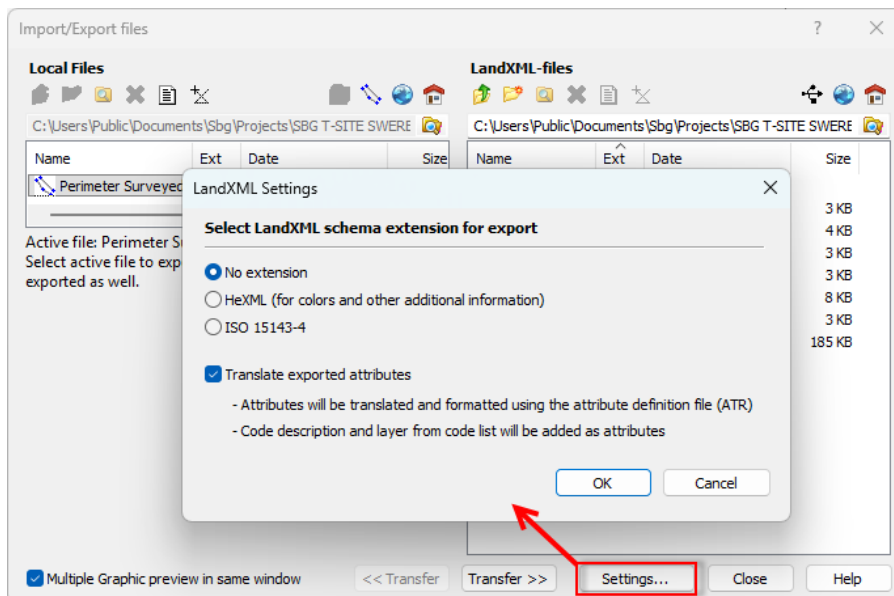 Import/Export files
Local Files
LandXML-files
C:\Users\Public\Documents\Sbg\Projects\SBG T-SITE SWERE
C:\Users\Public\Documents\Sbg\Projects\SBG T-SITE SWERE
Name Ext Date Size
Name Ext Date Size
Perimeter Surveyed
Active file: Perimeter S
Select active file to exp
exported as well.
LandXML Settings
Select LandXML schema extension for export
No extension
HeXML (for colors and other additional information)
ISO 15143-4
Translate exported attributes
- Attributes will be translated and formatted using the attribute definition file (ATR)
- Code description and layer from code list will be added as attributes
OK Cancel
3 KB
4 KB
3 KB
3 KB
8 KB
3 KB
185 KB
Multiple Graphic preview in same window
<< Transfer Transfer >> Settings... Close Help